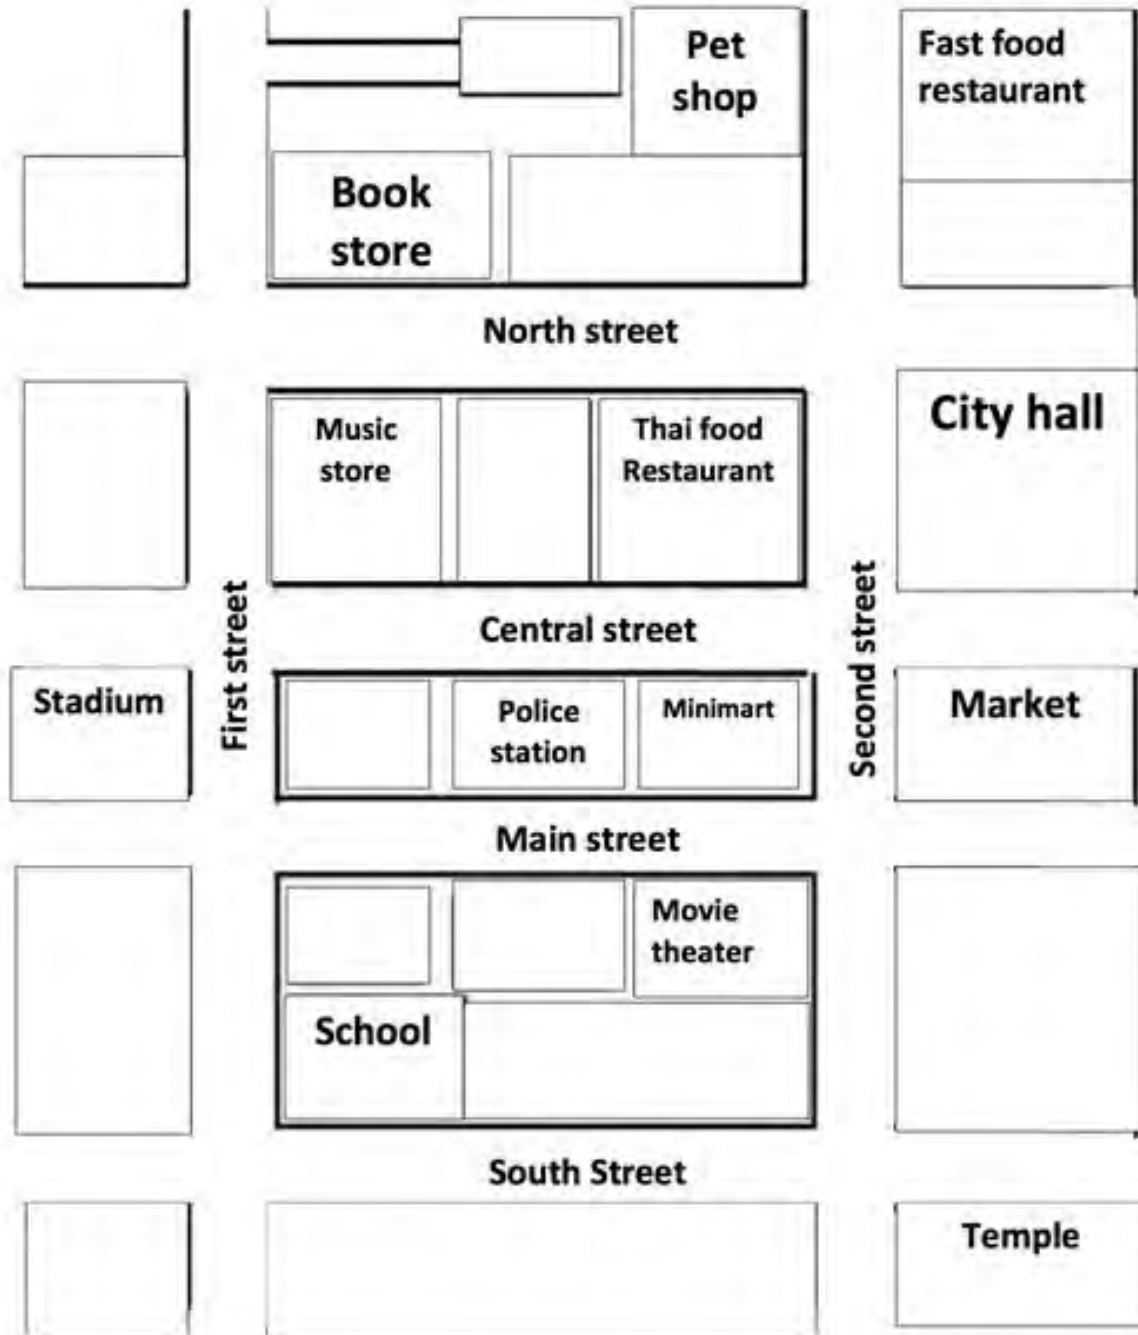 Pet
shop
Fast food
restaurant
Book
store
North street
Music
store
Thai food
Restaurant
City hall
First street
Central street
Second street
Stadium
Police
station
Minimart
Market
Main street
Movie
theater
School
South Street
Temple